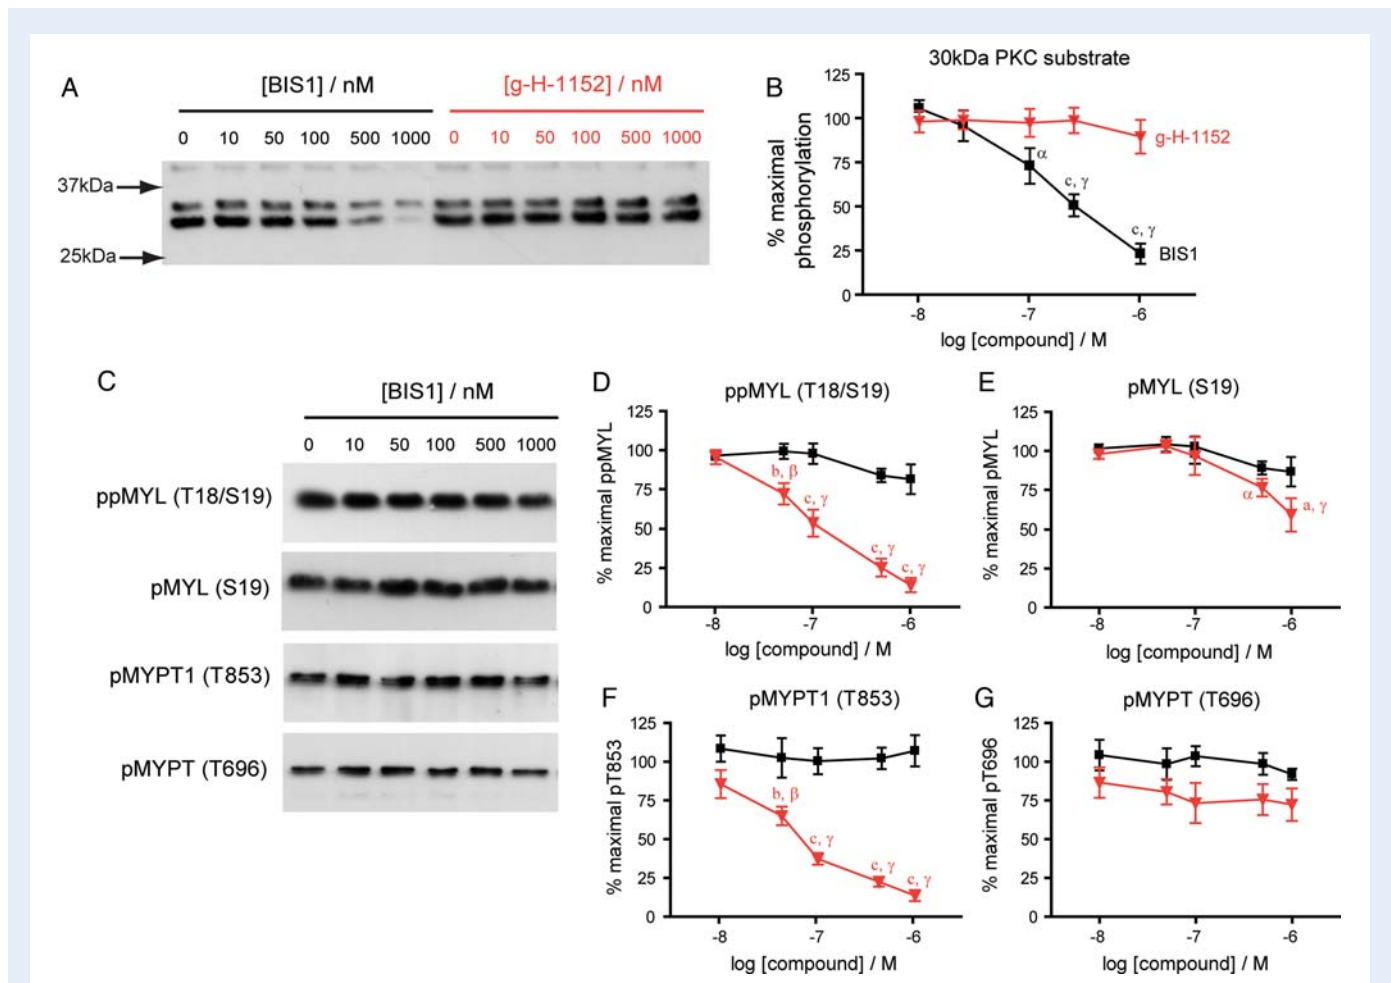 A
[BIS1] / nM
[g-H-1152] / nM
0 10 50 100 500 1000 0 10 50 100 500 1000
37kDa
25kDa
B
30kDa PKC substrate
% maximal
phosphorylation
125
100
75
50
25
0
-8 -7 -6
log [compound] / M
g-H-1152
α
c, γ
c, γ
BIS1
C
[BIS1] / nM
0 10 50 100 500 1000
ppMYL (T18/S19)
pMYL (S19)
pMYPT1 (T853)
pMYPT (T696)
D
ppMYL (T18/S19)
% maximal ppMYL
125
100
75
50
25
0
b, β
c, γ
c, γ
c, γ
-8 -7 -6
log [compound] / M
E
pMYL (S19)
% maximal pMYL
125
100
75
50
25
0
α
a, γ
-8 -7 -6
log [compound] / M
F
pMYPT1 (T853)
% maximal pT853
125
100
75
50
25
0
b, β
c, γ
c, γ
c, γ
-8 -7 -6
log [compound] / M
G
pMYPT (T696)
% maximal pT696
125
100
75
50
25
0
-8 -7 -6
log [compound] / M